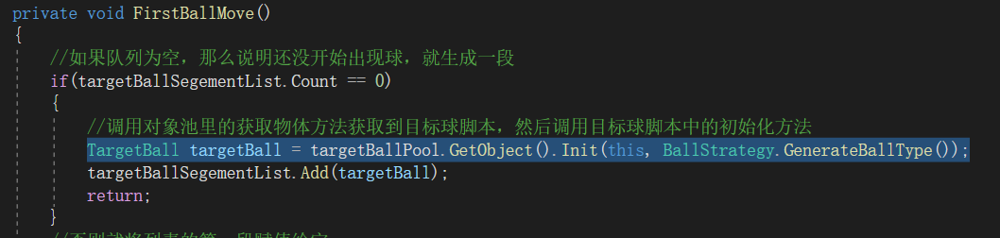 private void FirstBallMove()
{
//如果队列为空，那么说明还没开始出现球，就生成一段
if(targetBallSegementList.Count == 0)
{
//调用对象池里的获取物体方法获取到目标球脚本，然后调用目标球脚本中的初始化方法
TargetBall targetBall = targetBallPool.GetObject().Init(this, BallStrategy.GenerateBallType());
targetBallSegementList.Add(targetBall);
return;
}